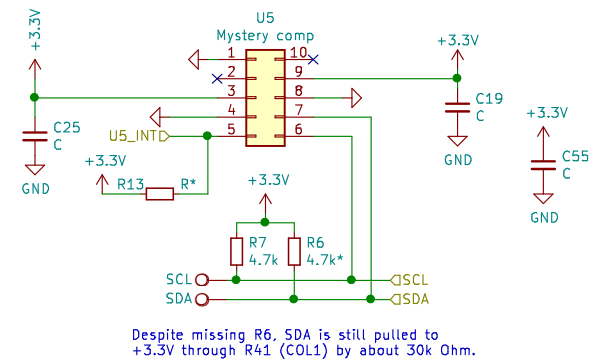 U5
Mystery comp
+3.3V
1
10
2
9
3
8
4
7
5
6
+3.3V
C19
C
GND
C25
C
GND
U5_INT
+3.3V
R13
R*
+3.3V
C55
C
GND
+3.3V
R7
4.7k
R6
4.7k*
SCL
SCL
SDA
SDA
Despite missing R6, SDA is still pulled to
+3.3V through R41 (COL1) by about 30k Ohm.